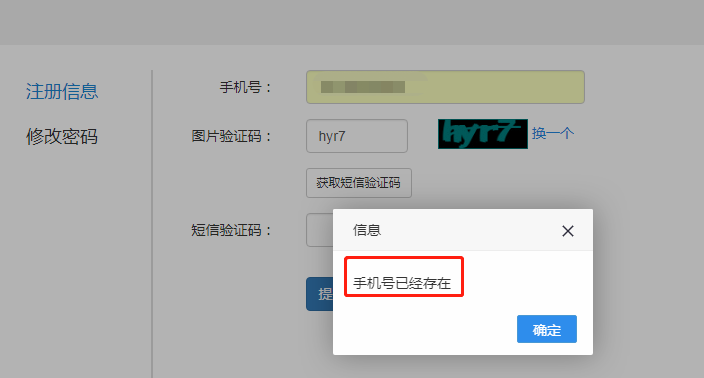 注册信息
修改密码
手机号：
图片验证码：
hyr7
hyr7
换一个
获取短信验证码
短信验证码：
提
信息
手机号已经存在
确定